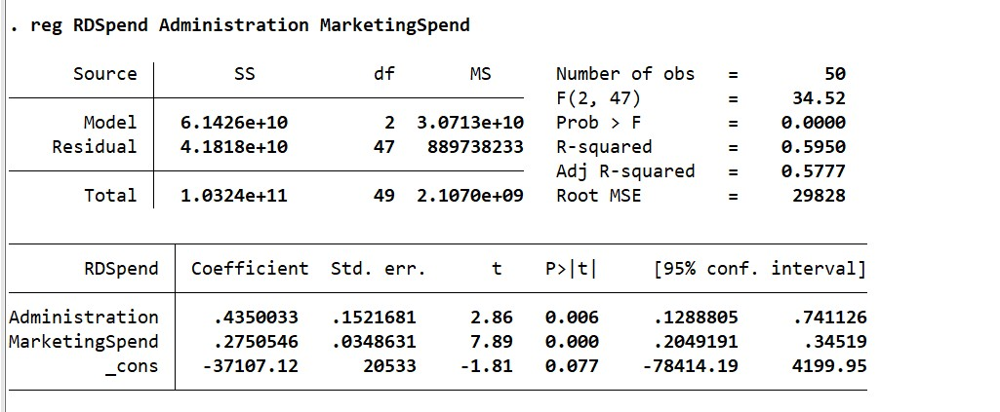 . reg RDSpend Administration MarketingSpend
Source SS df MS Number of obs = 50
F(2, 47) = 34.52
Model 6.1426e+10 2 3.0713e+10 Prob > F = 0.0000
Residual 4.1818e+10 47 889738233 R-squared = 0.5950
Adj R-squared = 0.5777
Total 1.0324e+11 49 2.1070e+09 Root MSE = 29828
RDSpend Coefficient Std. err. t P>|t| [95% conf. interval]
Administration .4350033 .1521681 2.86 0.006 .1288805 .741126
MarketingSpend .2750546 .0348631 7.89 0.000 .2049191 .34519
_cons -37107.12 20533 -1.81 0.077 -78414.19 4199.95